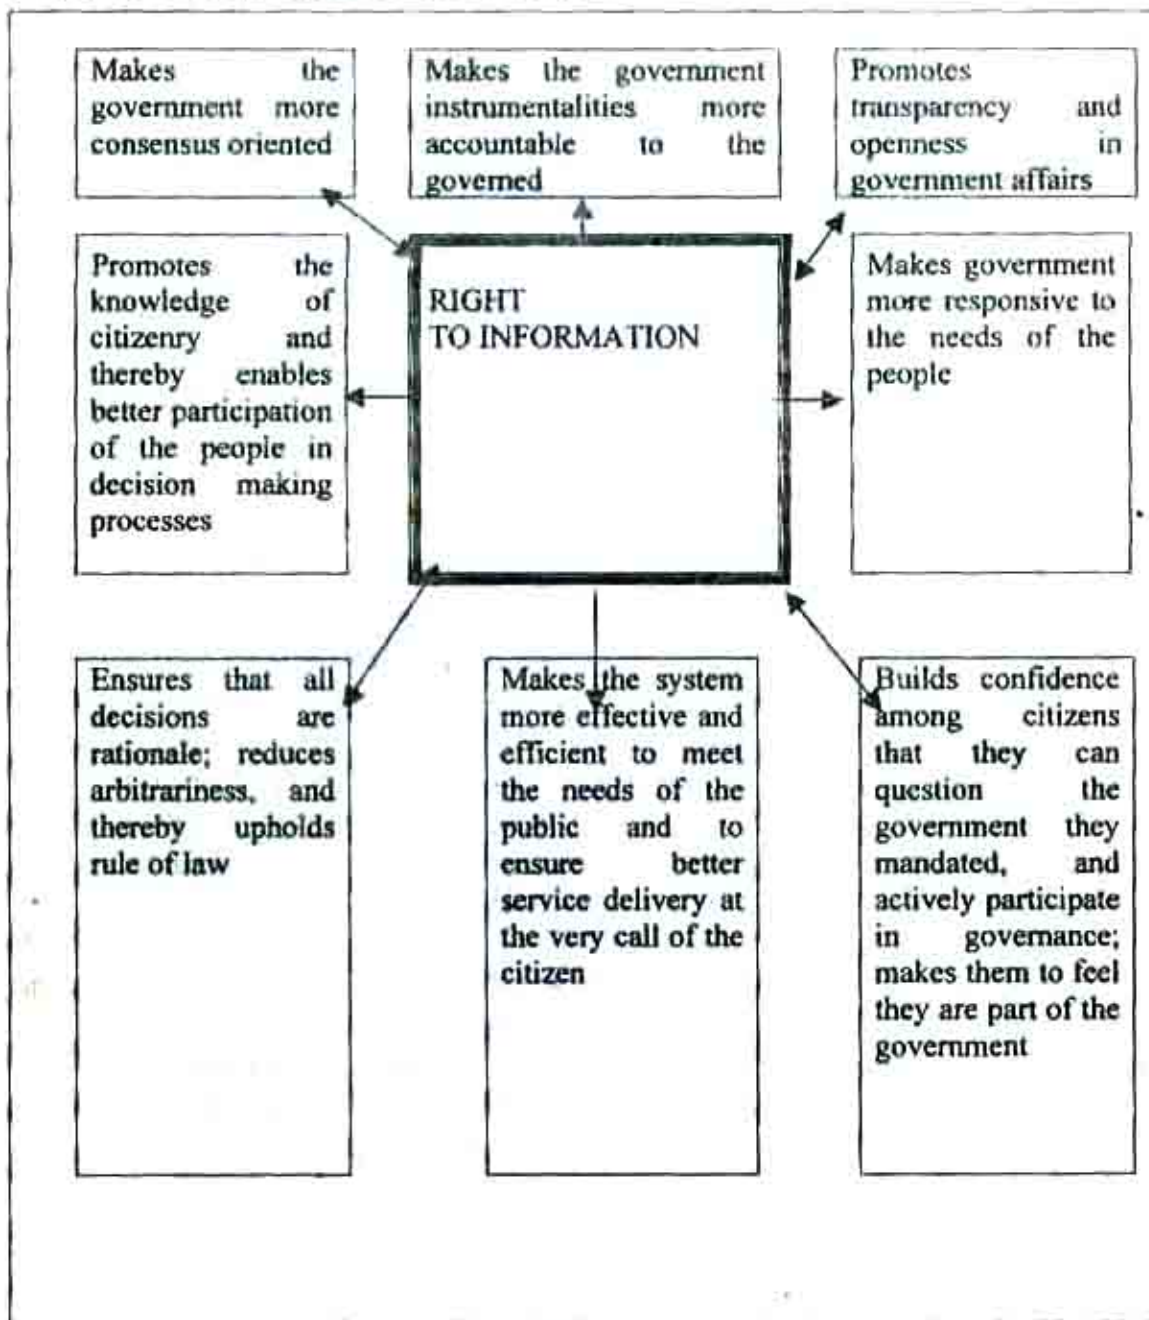 Makes the
government more
consensus oriented
Makes the government
instrumentalities more
accountable to the
governed
Promotes
transparency and
openness in
government affairs
Promotes the
knowledge of
citizenry and
thereby enables
better participation
of the people in
decision making
processes
RIGHT
TO INFORMATION
Makes government
more responsive to
the needs of the
people
Ensures that all
decisions are
rationale; reduces
arbitrariness, and
thereby upholds
rule of law
Makes the system
more effective and
efficient to meet
the needs of the
public and to
ensure better
service delivery at
the very call of the
citizen
Builds confidence
among citizens
that they can
question the
government they
mandated, and
actively participate
in governance;
makes them to feel
they are part of the
government